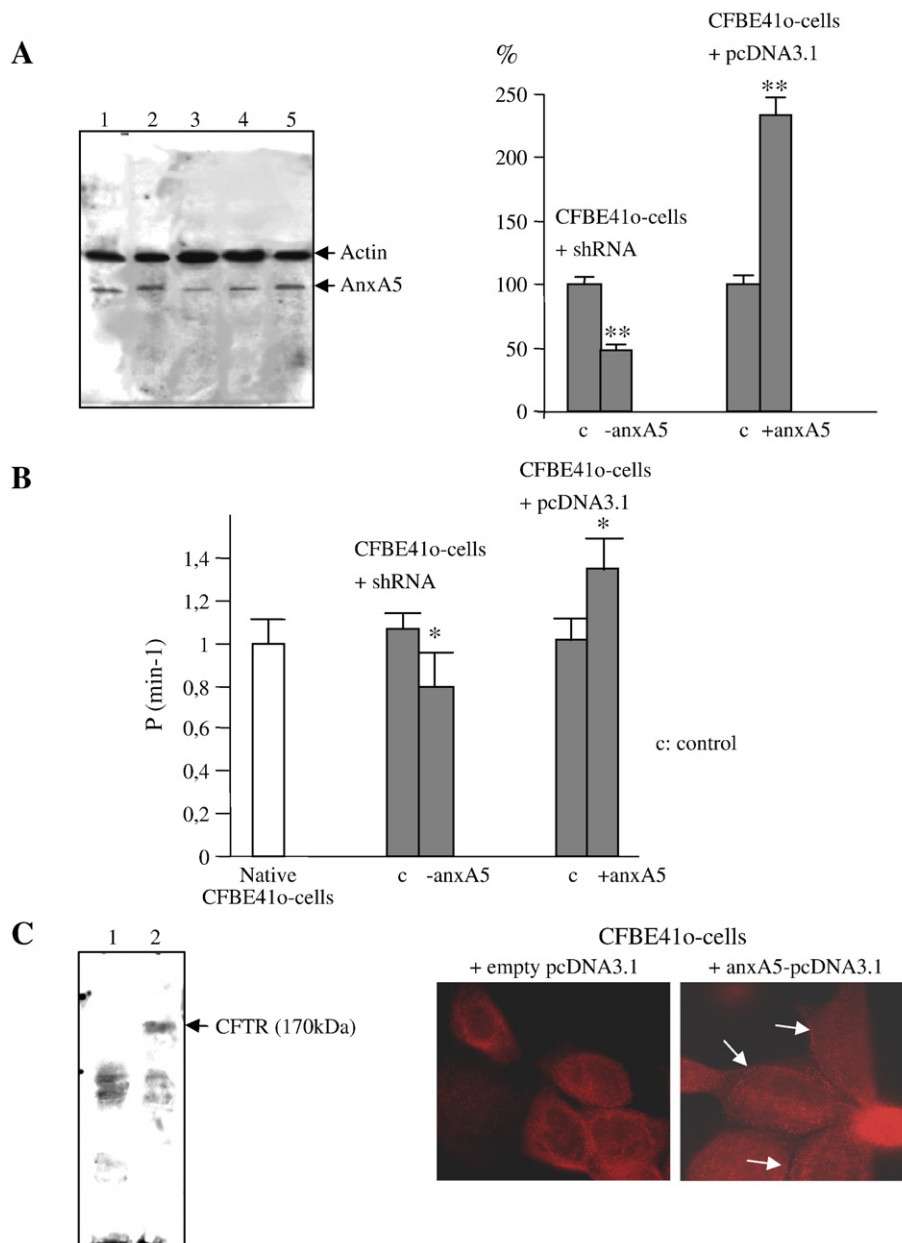 A
1 2 3 4 5
Actin
AnxA5
%
CFBE41o-cells
+ pcDNA3.1
250
200
150
100
50
0
CFBE41o-cells
+ shRNA
**
**
c -anxA5 c +anxA5
B
P (min-1)
1,4
1,2
1
0,8
0,6
0,4
0,2
0
CFBE41o-cells
+ shRNA
*
CFBE41o-cells
+ pcDNA3.1
*
c: control
Native
CFBE41o-cells
c -anxA5 c +anxA5
C
1 2
CFTR (170kDa)
CFBE41o-cells
+ empty pcDNA3.1 + anxA5-pcDNA3.1